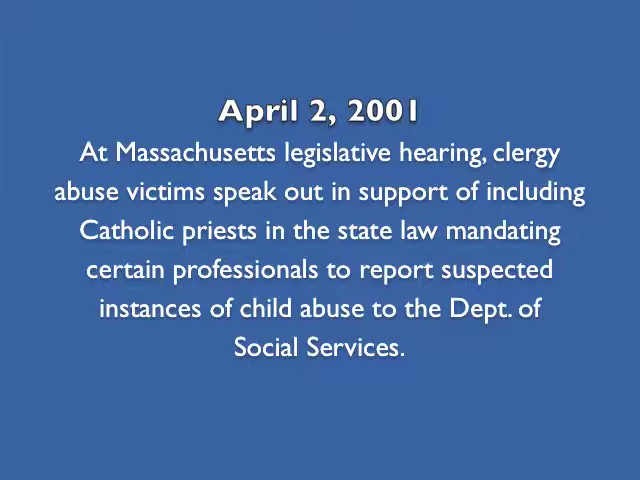 April 2, 2001
At Massachusetts legislative hearing, clergy
abuse victims speak out in support of including
Catholic priests in the state law mandating
certain professionals to report suspected
instances of child abuse to the Dept. of
Social Services.